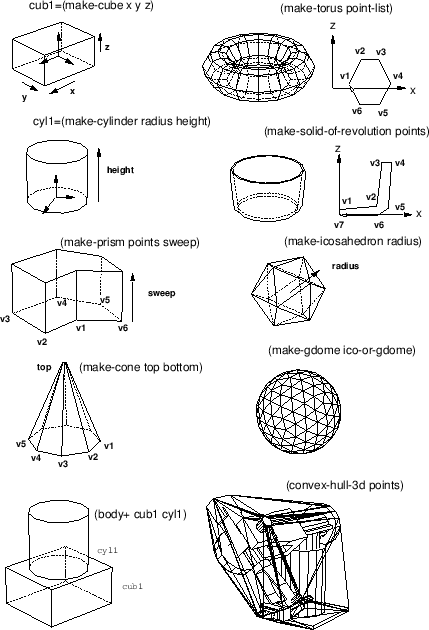 cub1=(make-cube x y z)
z
y
x
(make-torus point-list)
Z
v2
v3
v1
v4
X
v6
v5
cyl1=(make-cylinder radius height)
height
(make-solid-of-revolution points)
Z
v3
v4
v1
v2
v5
X
v7
v6
(make-prism points sweep)
v4
v5
sweep
v3
v1
v6
v2
(make-icosahedron radius)
radius
top
(make-cone top bottom)
v5
v1
v4
v2
v3
(make-gdome ico-or-gdome)
(body+ cub1 cyl1)
cyl1
cub1
(convex-hull-3d points)